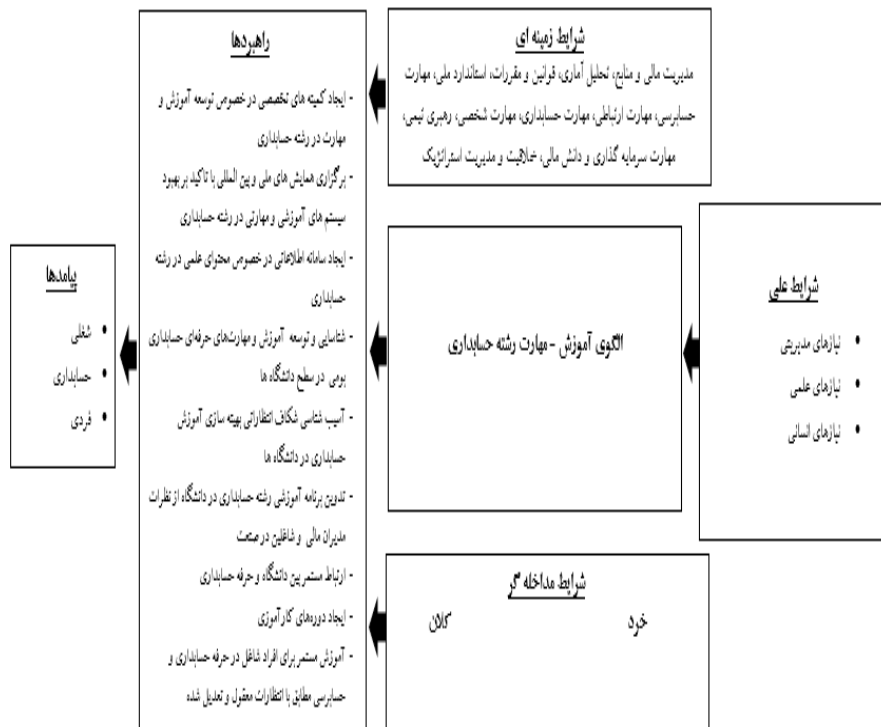 شرایط علی
• نیازهای مدیریتی
• نیازهای علمی
• نیازهای انسانی
شرایط زمینه ای
مدیریت مالی و منابع، تحلیل آماری، قوانین و مقررات، استاندارد ملی، مهارت
حسابرسی، مهارت ارتباطی، مهارت حسابداری، مهارت شخصی، رهبری تیمی،
مهارت سرمایه گذاری و دانش مالی، خلاقیت و مدیریت استراتژیک
الگوی آموزش - مهارت رشته حسابداری
شرایط مداخله گر
خرد کلان
راهبردها
- ایجاد کمیته های تخصصی در خصوص توسعه آموزش و
مهارت در رشته حسابداری
- برگزاری همایش های ملی و بین المللی با تاکید بر بهبود
سیستم های آموزشی و مهارتی در رشته حسابداری
- ایجاد سامانه اطلاعاتی در خصوص محتوای علمی در رشته
حسابداری
- شناسایی و توسعه آموزش و مهارت‌های حرفه‌ای حسابداری
بومی در سطح دانشگاه ها
- آسیب شناسی شکاف انتظاراتی بهینه سازی آموزش
حسابداری در دانشگاه ها
- تدوین برنامه آموزشی رشته حسابداری در دانشگاه از نظرات
مدیران مالی و شاغلین در صنعت
- ارتباط مستمر بین دانشگاه و حرفه حسابداری
- ایجاد دوره‌های کارآموزی
- آموزش مستمر برای افراد شاغل در حرفه حسابداری و
حسابرسی مطابق با انتظارات معقول و تعدیل شده
پیامدها
• شغلی
• حسابداری
• فردی